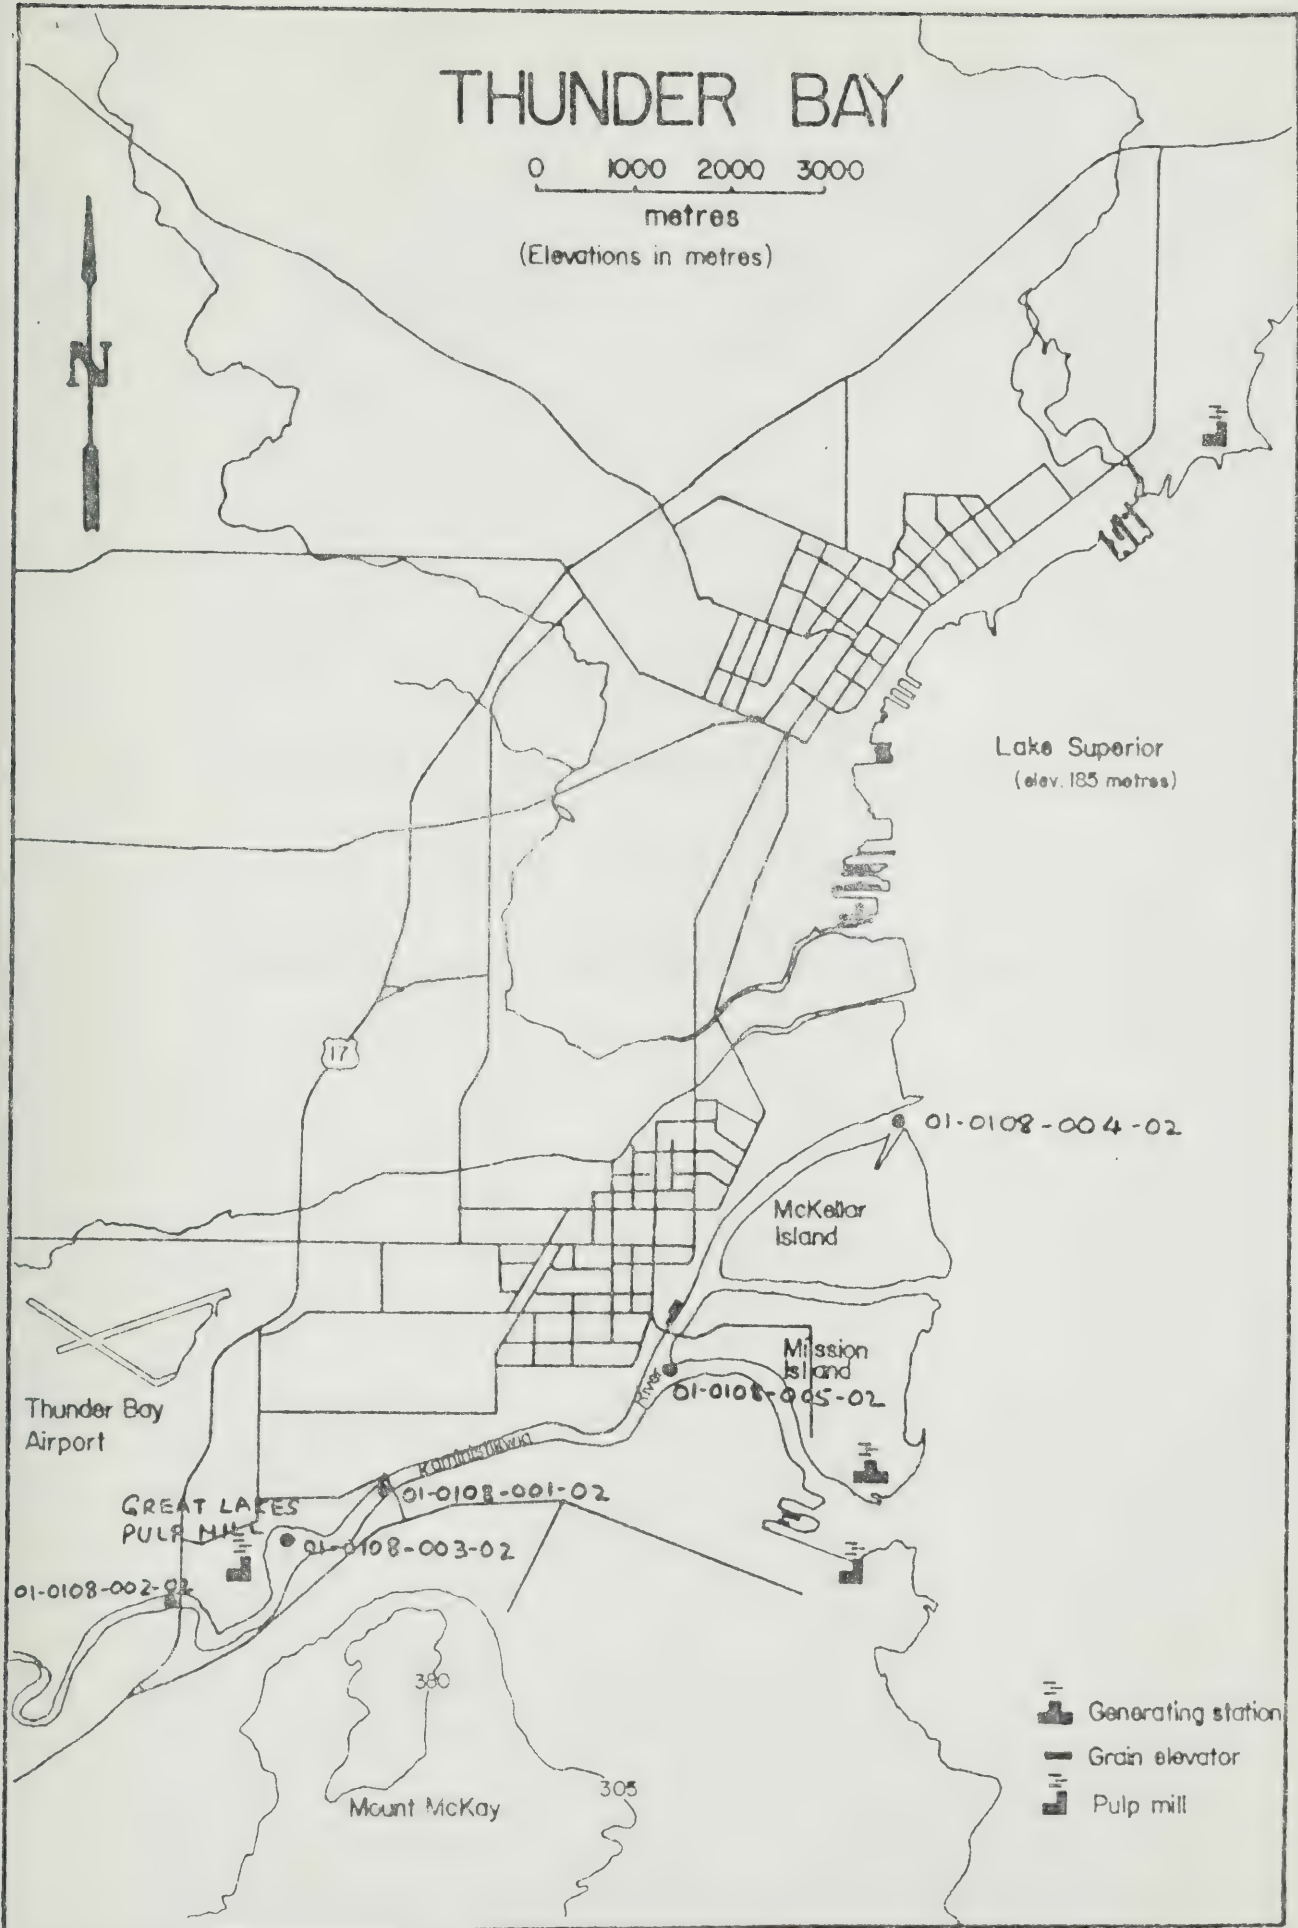 THUNDER BAY
0 1000 2000 3000
metres
(Elevations in metres)
N
Lake Superior
(elev. 185 metres)
17
01-0108-004-02
McKellar
Island
Mission
Island
River
01-0108-005-02
Thunder Bay
Airport
Kaministikwia
01-0108-001-02
GREAT LAKES
PULP MILL
01-0108-003-02
01-0108-002-02
380
305
Mount McKay
Generating station
Grain elevator
Pulp mill